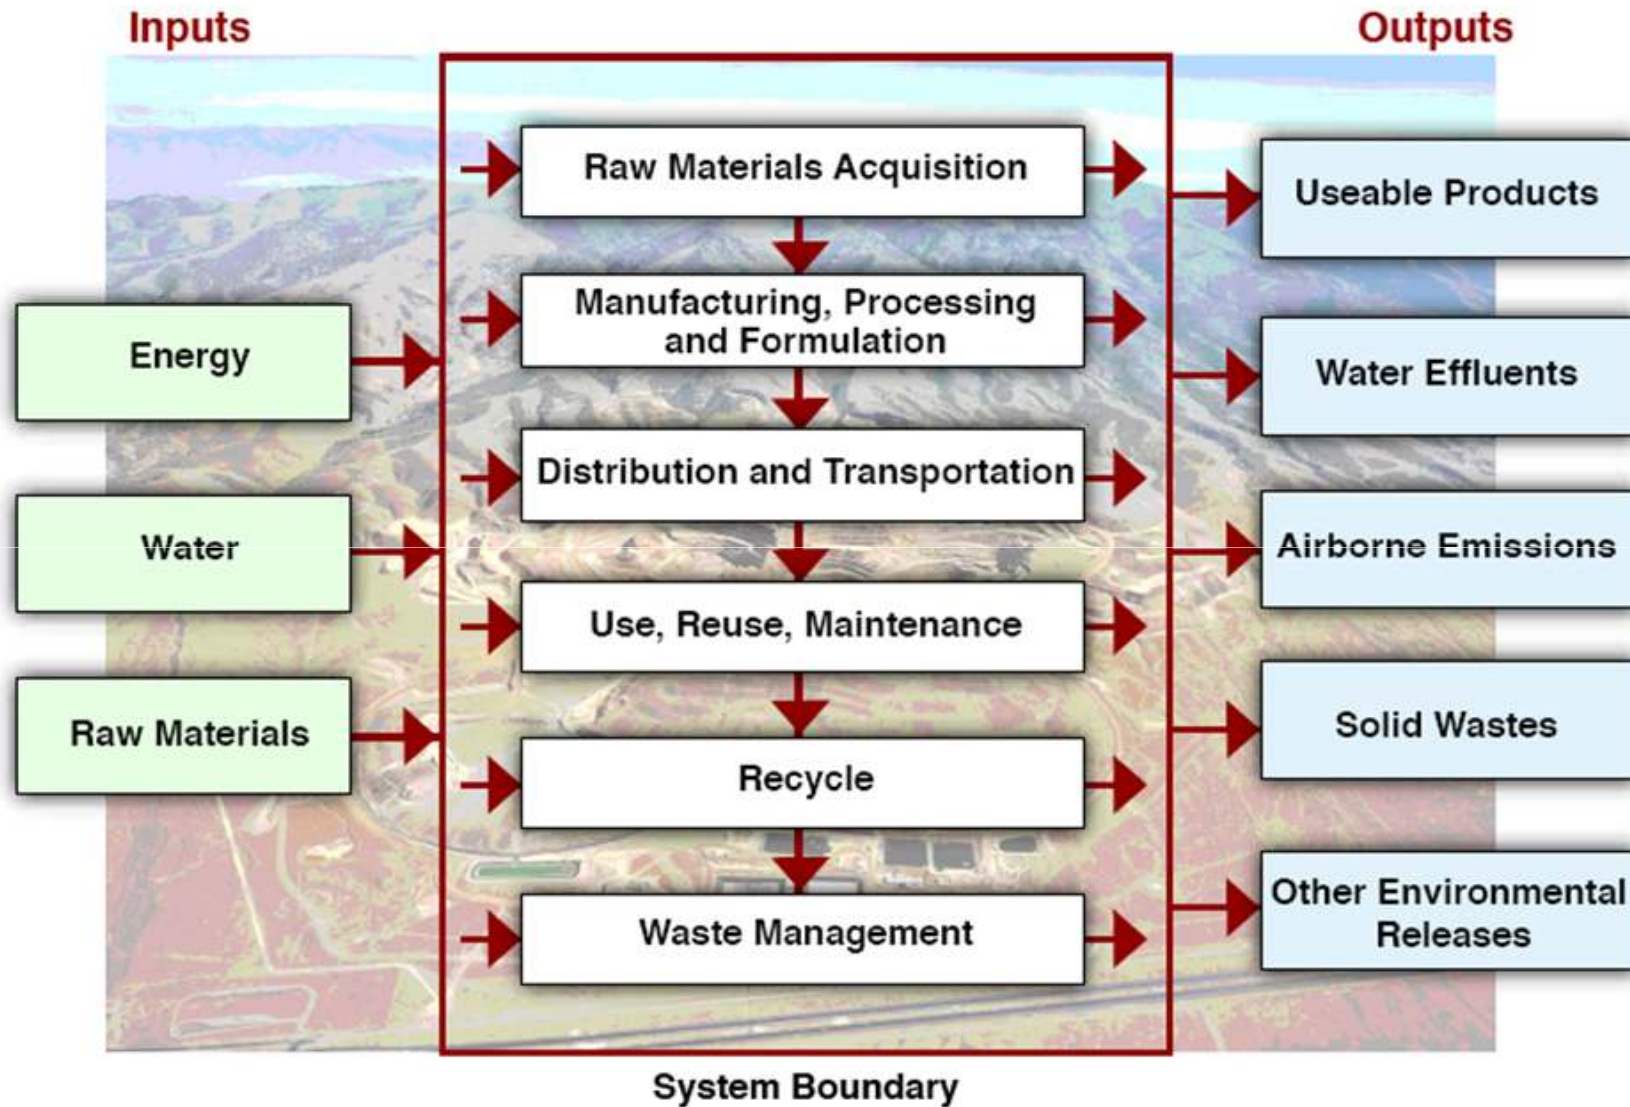 Inputs
Outputs
Raw Materials Acquisition
Useable Products
Manufacturing, Processing
and Formulation
Energy
Water Effluents
Distribution and Transportation
Water
Airborne Emissions
Use, Reuse, Maintenance
Raw Materials
Solid Wastes
Recycle
Other Environmental
Releases
Waste Management
System Boundary